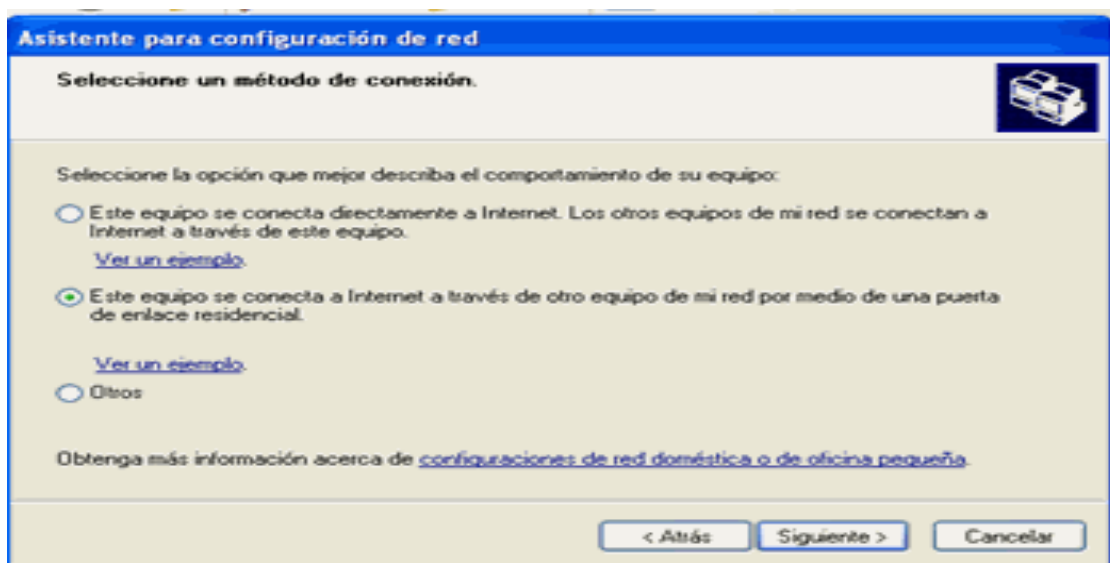 Asistente para configuración de red
Seleccione un método de conexión.
Seleccione la opción que mejor describa el comportamiento de su equipo:
Este equipo se conecta directamente a Internet. Los otros equipos de mi red se conectan a
Internet a través de este equipo.
Ver un ejemplo.
Este equipo se conecta a Internet a través de otro equipo de mi red por medio de una puerta
de enlace residencial.
Ver un ejemplo.
Otros
Obtenga más información acerca de configuraciones de red doméstica o de oficina pequeña.
< Atrás
Siguiente >
Cancelar